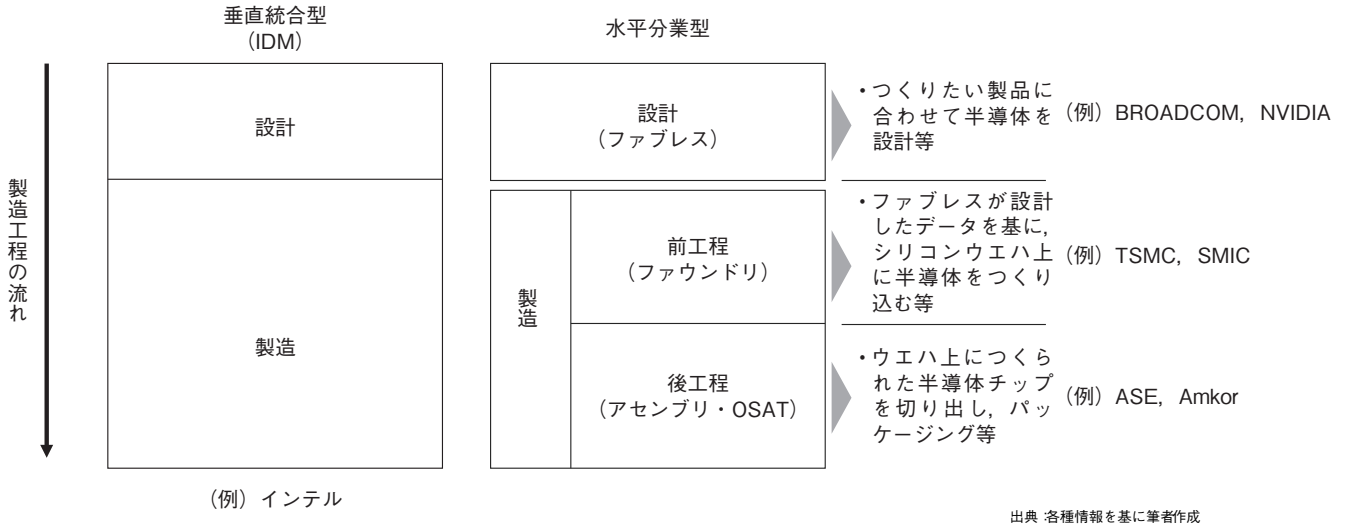 垂直統合型
（IDM）
水平分業型
製造工程の流れ
設計
製造
（例）インテル
設計
（ファブレス）
製造
前工程
（ファウンドリ）
後工程
（アセンブリ・OSAT）
・つくりたい製品に
合わせて半導体を
設計等
（例）BROADCOM，NVIDIA
・ファブレスが設計
したデータを基に，
シリコンウエハ上
に半導体をつくり
込む等
（例）TSMC，SMIC
・ウエハ上につくら
れた半導体チップ
を切り出し，パッ
ケージング等
（例）ASE，Amkor
出典：各種情報を基に筆者作成